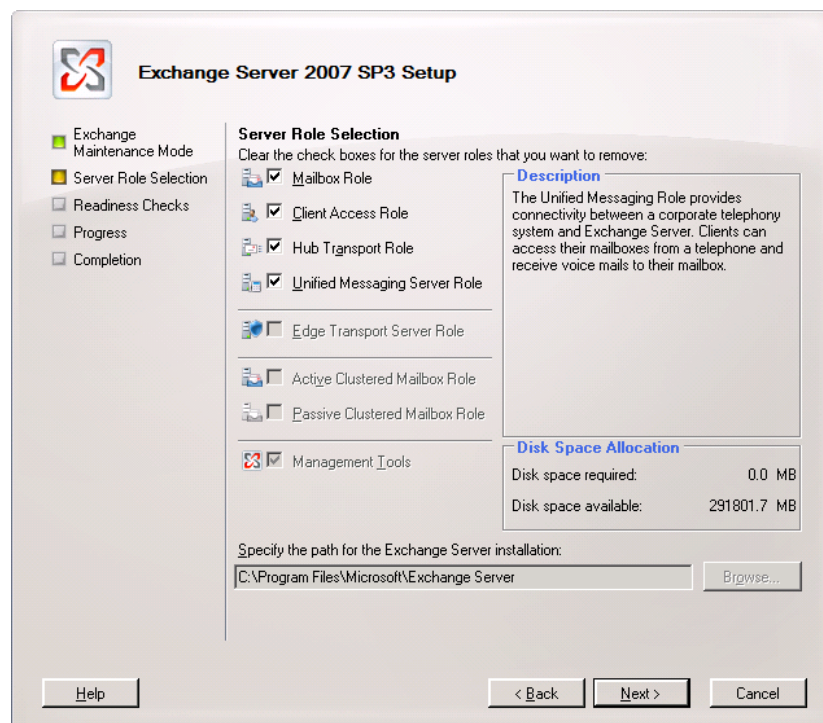 Exchange Server 2007 SP3 Setup
Exchange
Maintenance Mode
Server Role Selection
Readiness Checks
Progress
Completion
Server Role Selection
Clear the check boxes for the server roles that you want to remove:
Mailbox Role
Client Access Role
Hub Transport Role
Unified Messaging Server Role
Edge Transport Server Role
Active Clustered Mailbox Role
Passive Clustered Mailbox Role
Management Tools
Description
The Unified Messaging Role provides
connectivity between a corporate telephony
system and Exchange Server. Clients can
access their mailboxes from a telephone and
receive voice mails to their mailbox.
Disk Space Allocation
Disk space required: 0.0 MB
Disk space available: 291801.7 MB
Specify the path for the Exchange Server installation:
C:\Program Files\Microsoft\Exchange Server
Browse...
Help
< Back
Next >
Cancel